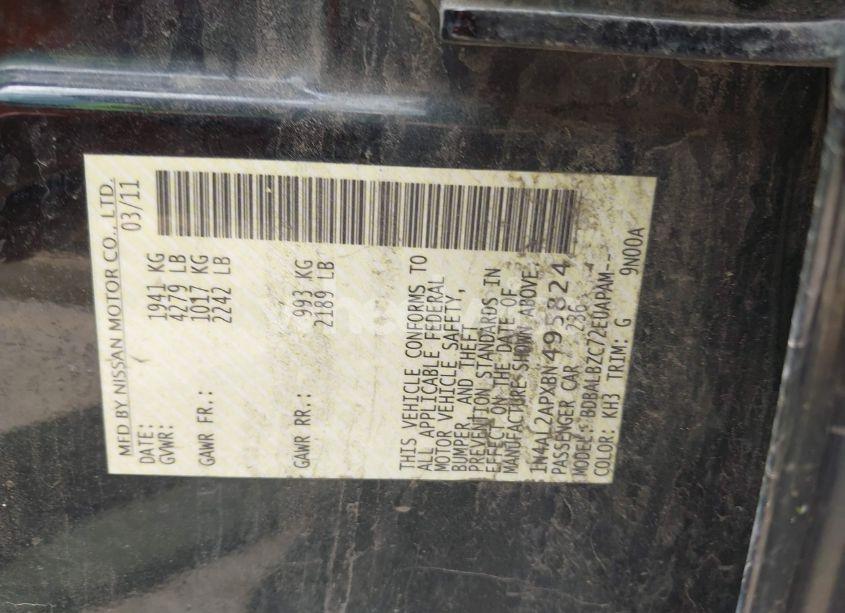 MFD BY NISSAN MOTOR CO., LTD.
DATE: 03/11
GVWR: 1941 KG
4279 LB
GAWR FR.: 1017 KG
2242 LB
GAWR RR.: 993 KG
2189 LB
THIS VEHICLE CONFORMS TO
ALL APPLICABLE FEDERAL
MOTOR VEHICLE SAFETY,
BUMPER, AND THEFT
PREVENTION STANDARDS IN
EFFECT ON THE DATE OF
MANUFACTURE SHOWN ABOVE.
1N4AL2APXBN495824
PASSENGER CAR 286
MODEL: BDBALBZC72EUAPAM--
COLOR: KH3 TRIM: G 9N00A